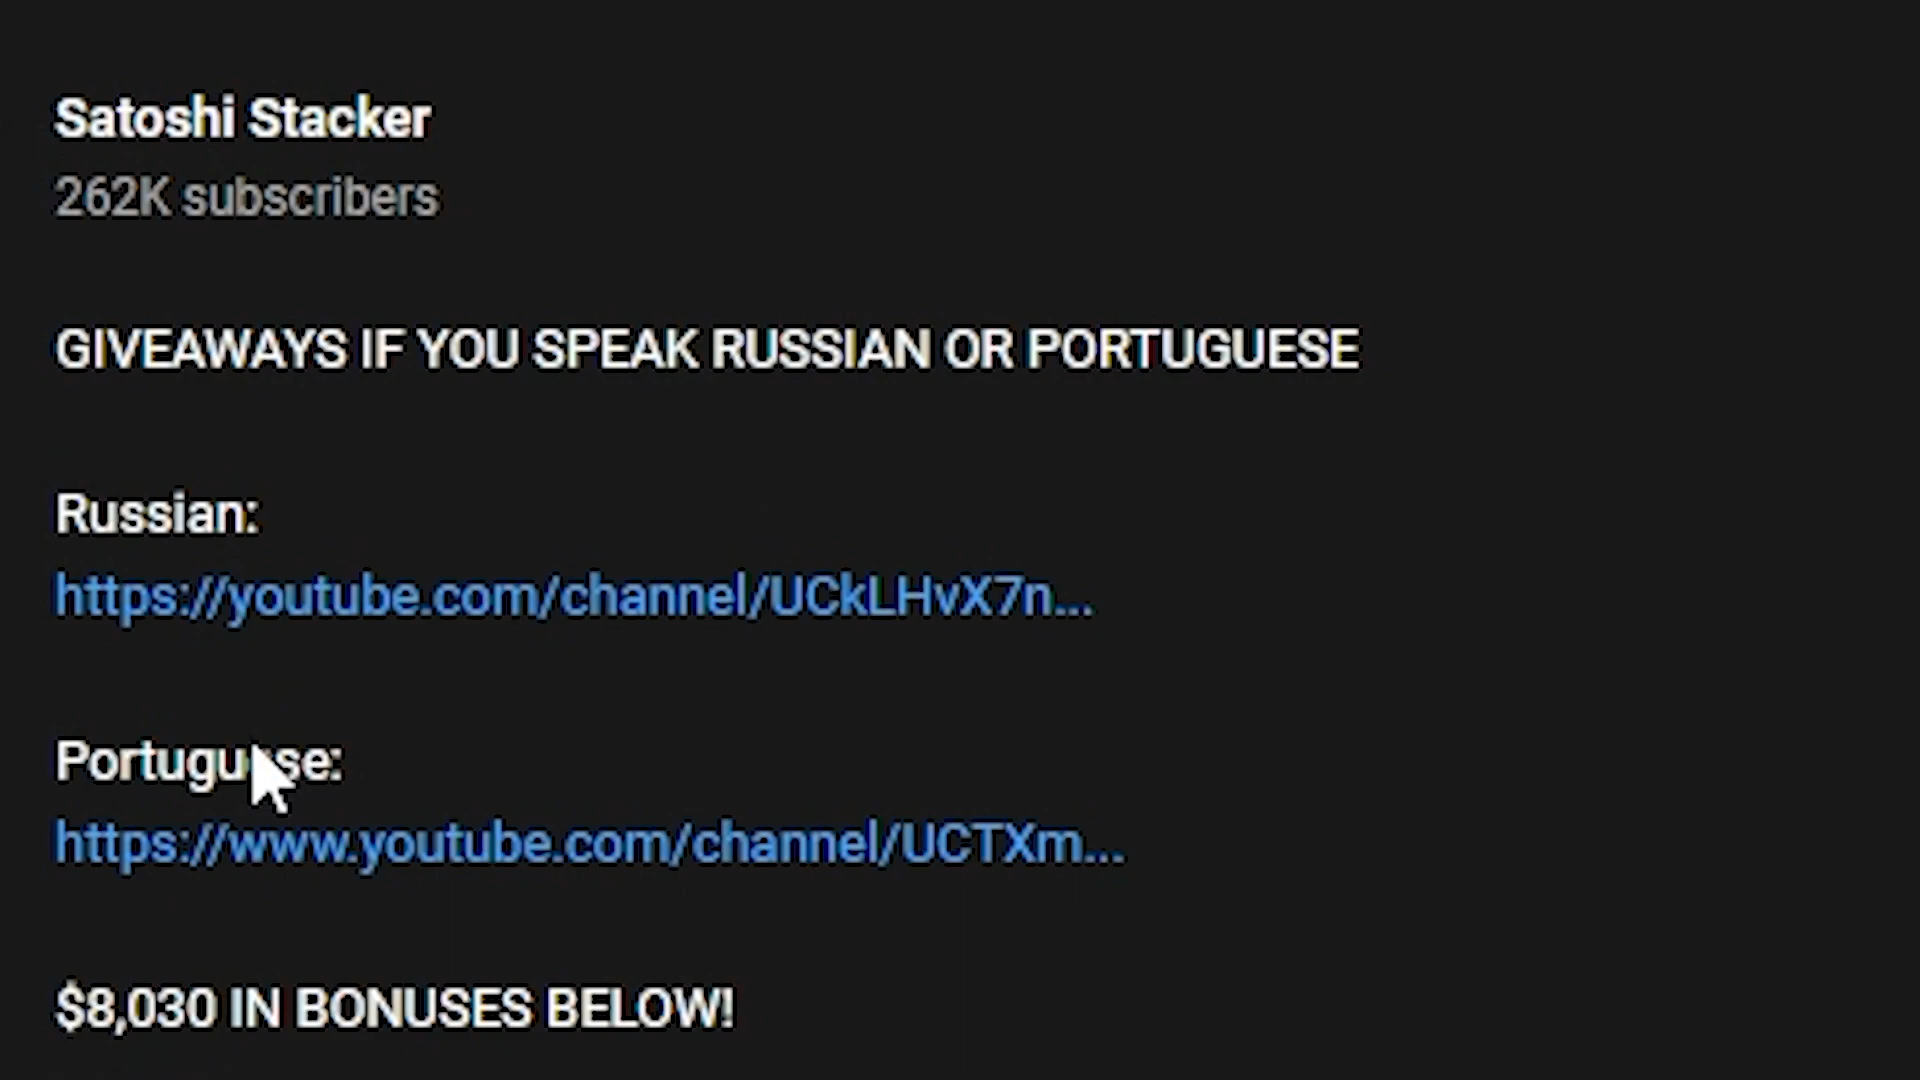 Satoshi Stacker
262K subscribers
GIVEAWAYS IF YOU SPEAK RUSSIAN OR PORTUGUESE
Russian:
https://youtube.com/channel/UCkLHvX7n...
Portuguese:
https://www.youtube.com/channel/UCTXm...
$8,030 IN BONUSES BELOW!